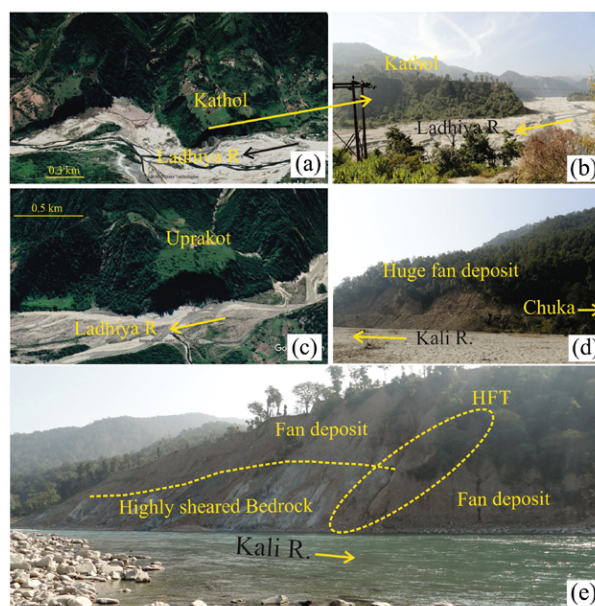 Kathol
Ladhiya R
0.3 km
(a)
Kathol
Ladhiya R
(b)
0.5 km
Uprakot
Ladhiya R
(c)
Huge fan deposit
Chuka
Kali R.
(d)
HFT
Fan deposit
Highly sheared Bedrock
Fan deposit
Kali R.
(e)